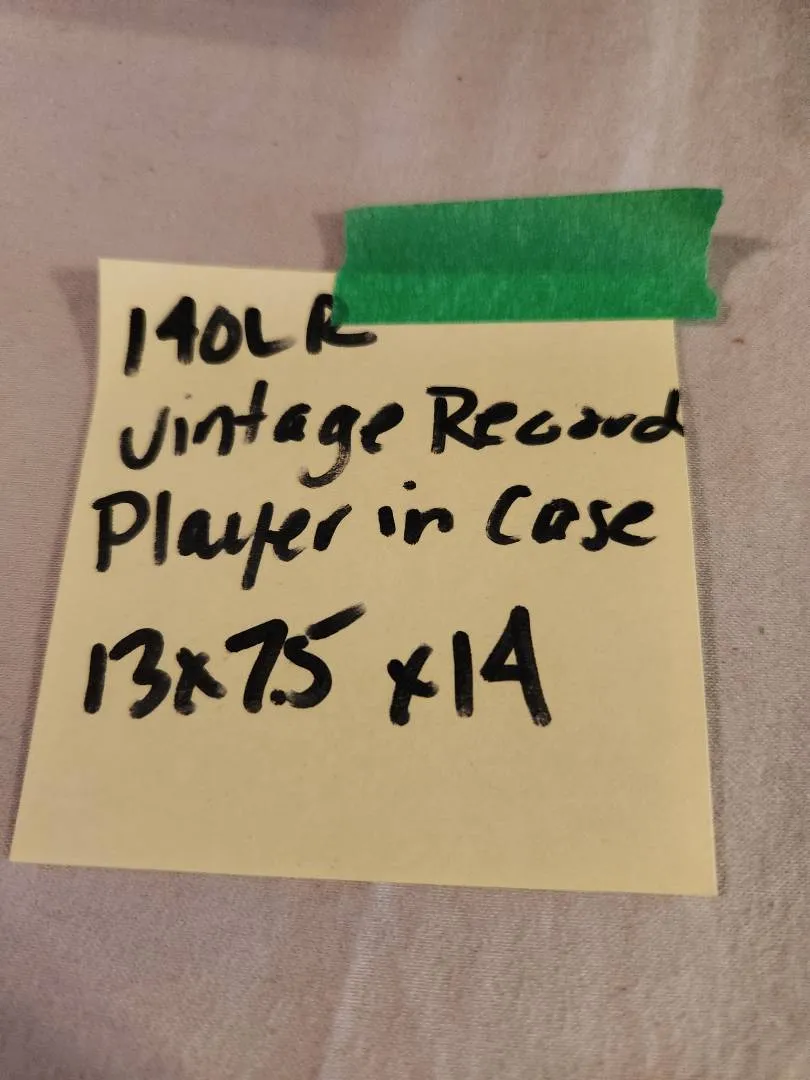 140LR
Vintage Record
Player in Case
13x7.5 x14